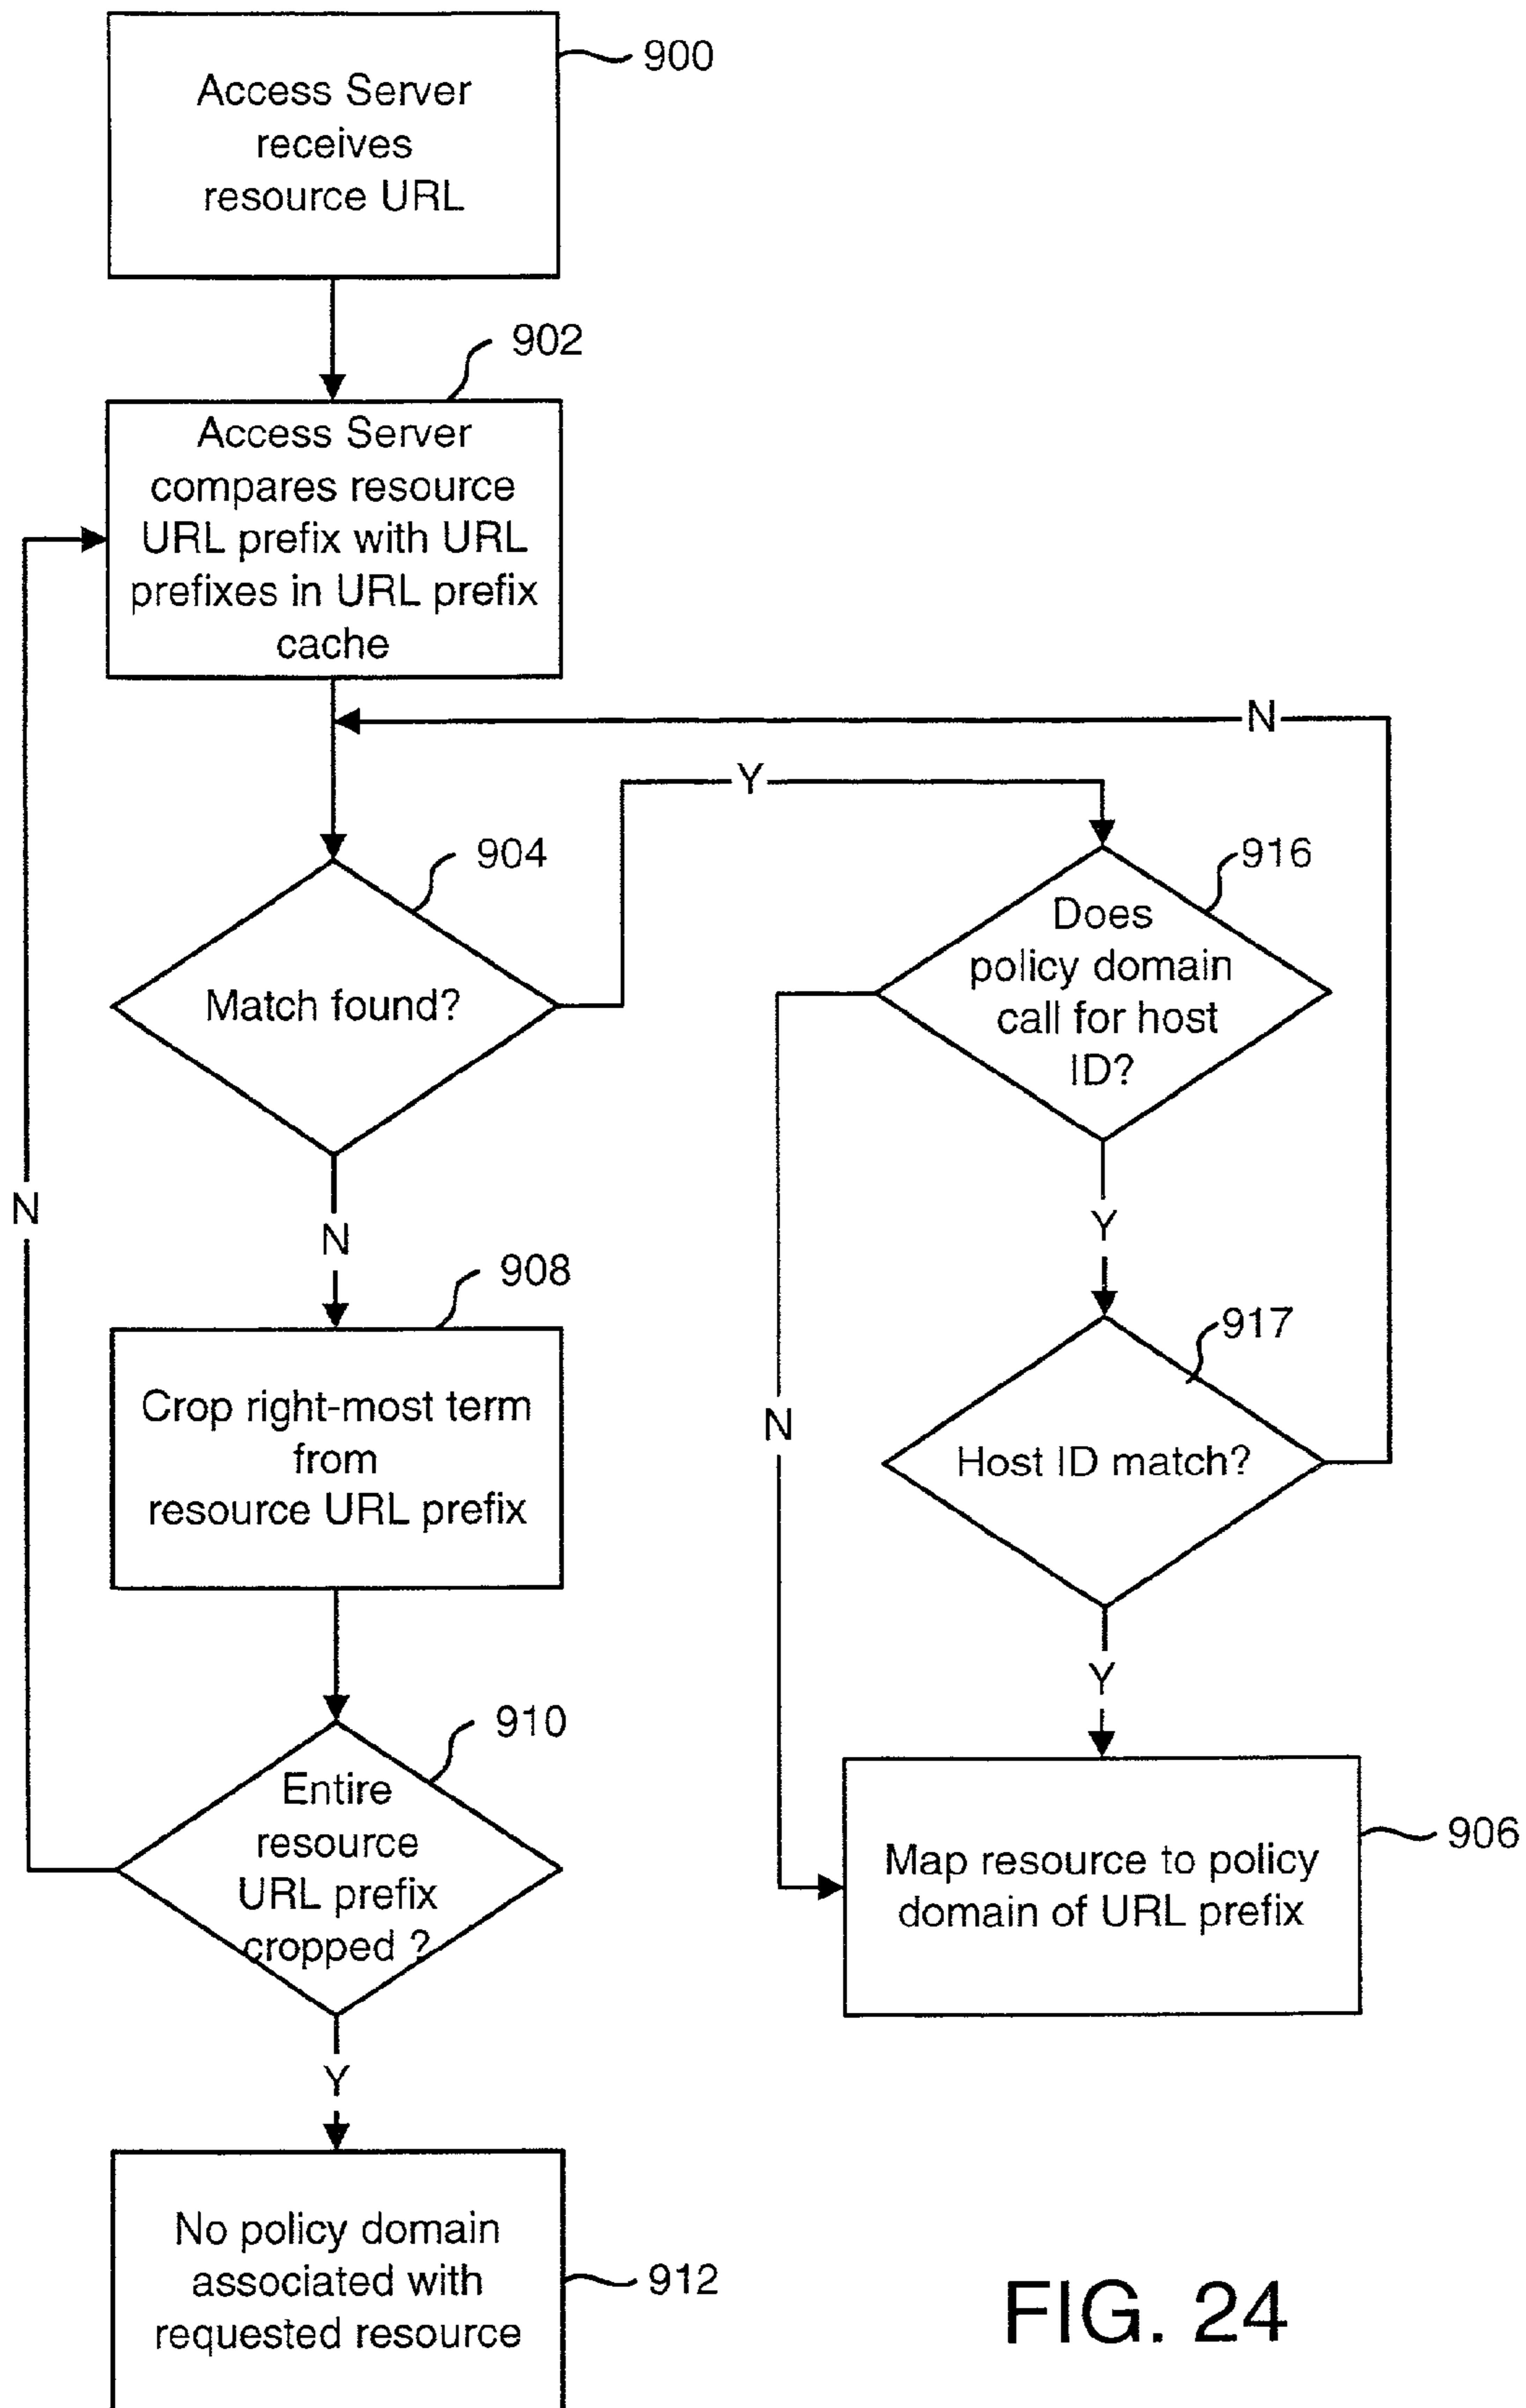 Access Server
receives
resource URL
900
902
Access Server
compares resource
URL prefix with URL
prefixes in URL prefix
cache
N
Y
904
Match found?
916
Does
policy domain
call for host
ID?
N
N
Y
908
Crop right-most term
from
resource URL prefix
N
917
Host ID match?
Y
910
Entire
resource
URL prefix
cropped ?
906
Map resource to policy
domain of URL prefix
Y
No policy domain
associated with
requested resource
912
FIG. 24